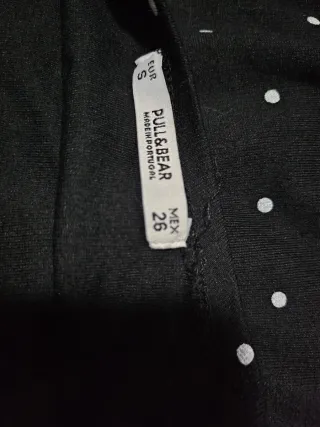 EUR
S
PULL&BEAR
MADE IN PORTUGAL
MEX
26